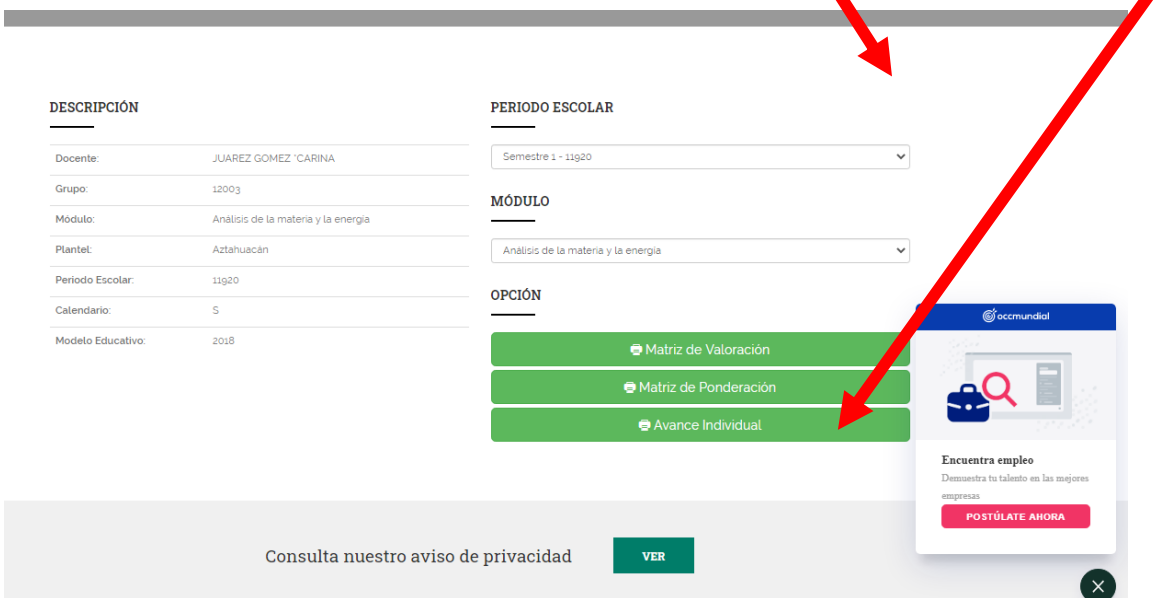 DESCRIPCIÓN
Docente: JUAREZ GOMEZ *CARINA
Grupo: 12003
Módulo: Análisis de la materia y la energía
Plantel: Aztahuacán
Periodo Escolar: 11920
Calendario: S
Modelo Educativo: 2018
PERIODO ESCOLAR
Semestre 1 - 11920
MÓDULO
Análisis de la materia y la energía
OPCIÓN
Matriz de Valoración
Matriz de Ponderación
Avance Individual
occmundial
Encuentra empleo
Demuestra tu talento en las mejores
empresas
POSTÚLATE AHORA
Consulta nuestro aviso de privacidad
VER